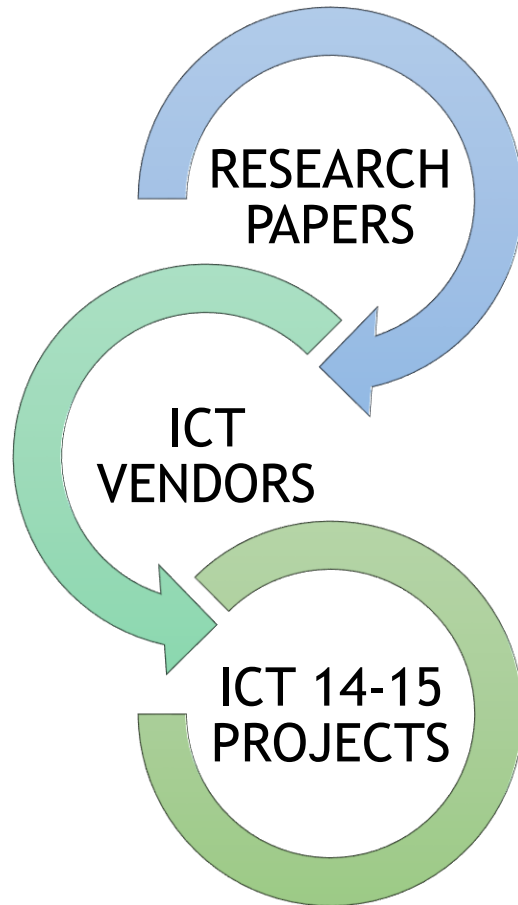 RESEARCH
PAPERS
ICT
VENDORS
ICT 14-15
PROJECTS